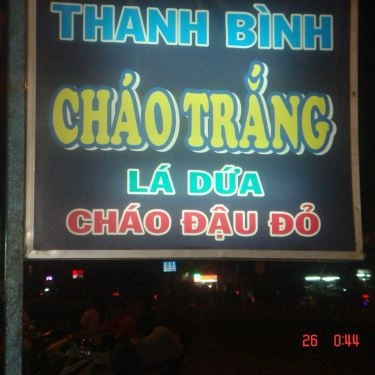 THANH BÌNH
CHÁO TRẮNG
LÁ DỨA
CHÁO ĐẬU ĐỎ
26 0:44